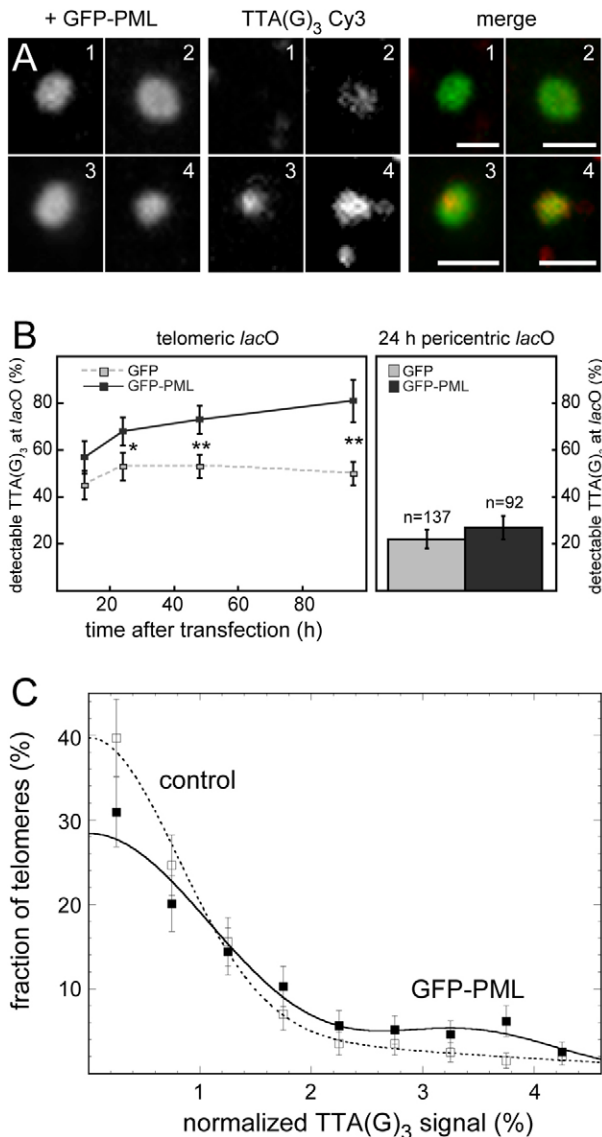 + GFP-PML TTA(G)3 Cy3 merge
A
1 2 1 2 1 2
3 4 3 4 3 4
B
telomeric lacO 24 h pericentric lacO
detectable TTA(G)3 at lacO (%)
80
60
40
20
GFP
GFP-PML
*
**
**
20 40 60 80
time after transfection (h)
GFP
GFP-PML
n=137
n=92
80
60
40
20
detectable TTA(G)3 at lacO (%)
C
fraction of telomeres (%)
40
30
20
10
control
GFP-PML
1 2 3 4
normalized TTA(G)3 signal (%)